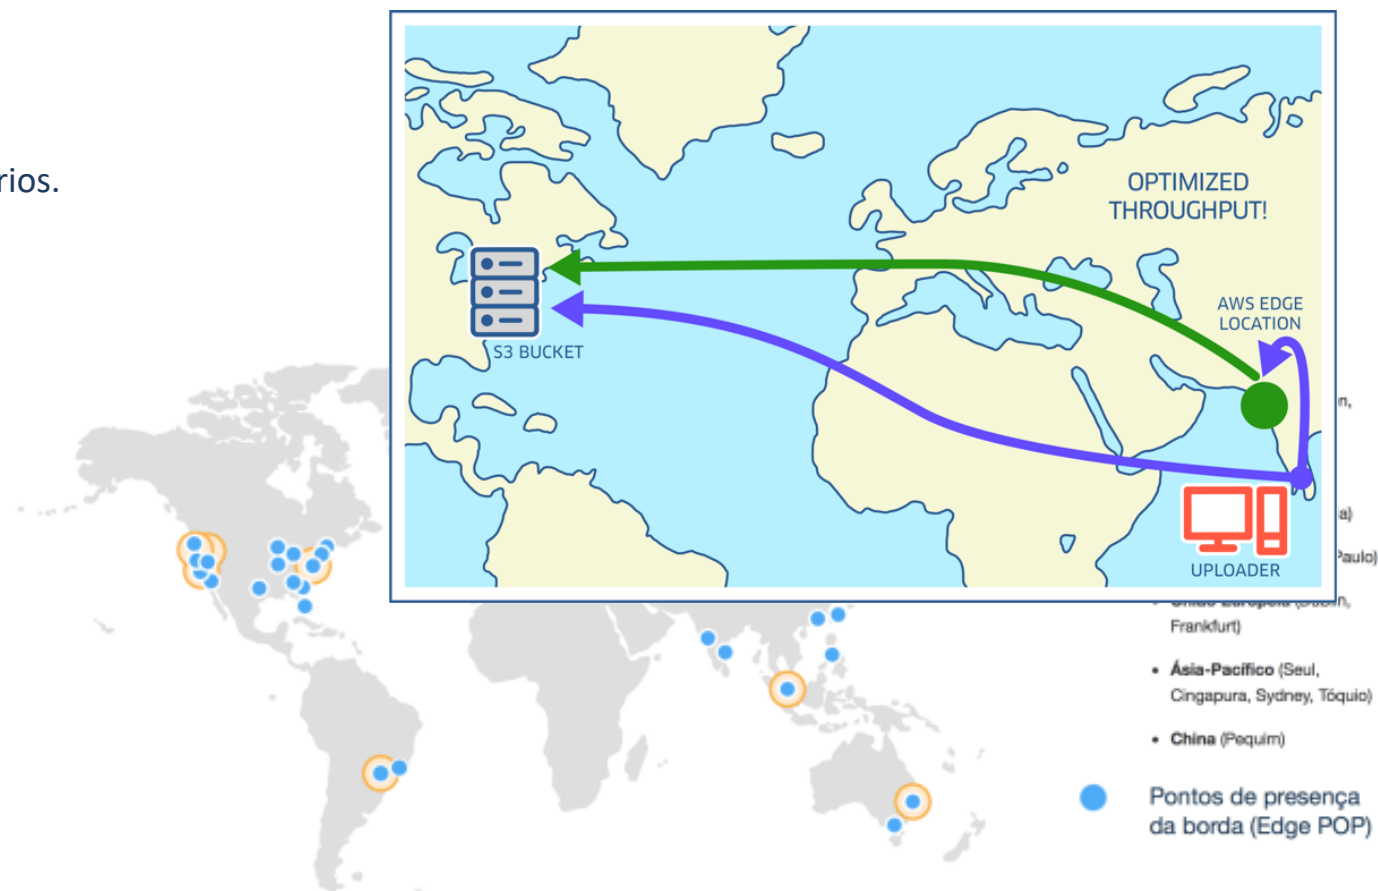 rios.
OPTIMIZED
THROUGHPUT!
AWS EDGE
LOCATION
S3 BUCKET
UPLOADER
n,
a)
Paulo)
Frankfurt)
• Ásia-Pacífico (Seul,
Cingapura, Sydney, Tóquio)
• China (Pequim)
Pontos de presença
da borda (Edge POP)